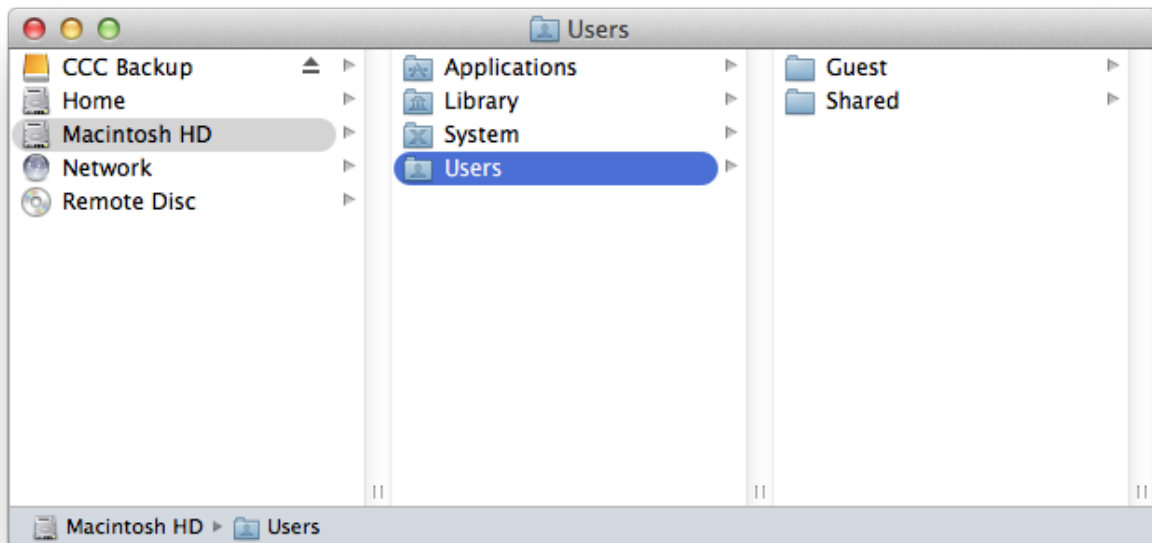 Users
CCC Backup
Home
Macintosh HD
Network
Remote Disc
Applications
Library
System
Users
Guest
Shared
Macintosh HD Users